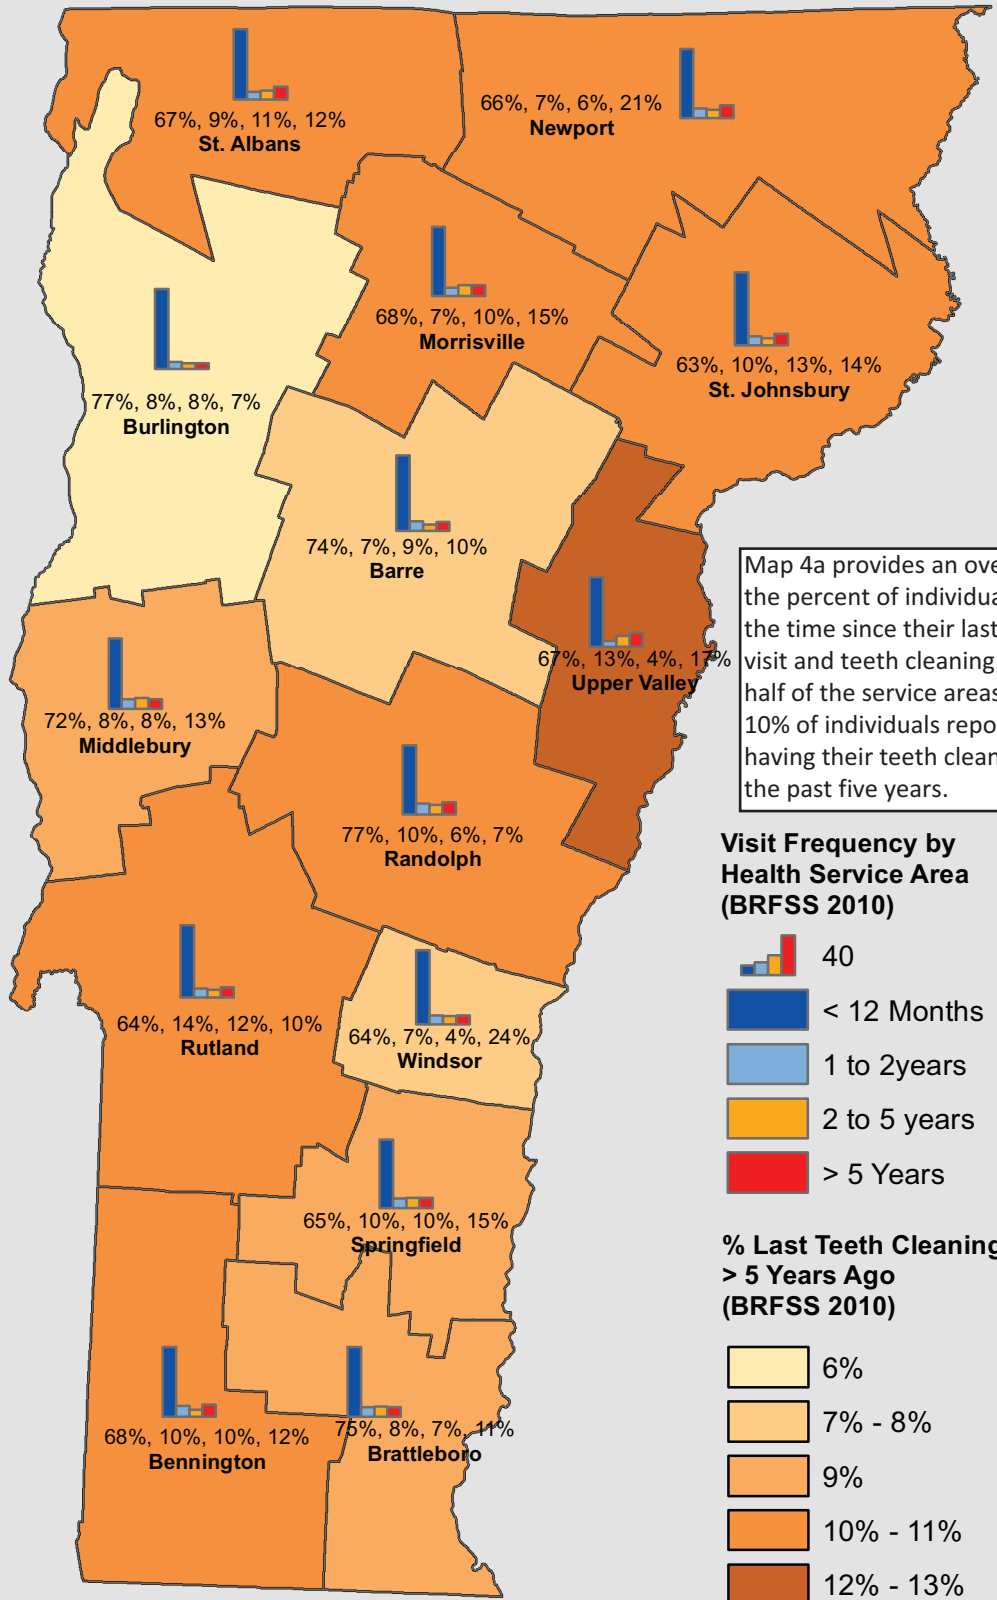 67%, 9%, 11%, 12%
St. Albans
66%, 7%, 6%, 21%
Newport
68%, 7%, 10%, 15%
Morrisville
63%, 10%, 13%, 14%
St. Johnsbury
77%, 8%, 8%, 7%
Burlington
74%, 7%, 9%, 10%
Barre
67%, 13%, 4%, 17%
Upper Valley
72%, 8%, 8%, 13%
Middlebury
77%, 10%, 6%, 7%
Randolph
64%, 14%, 12%, 10%
Rutland
64%, 7%, 4%, 24%
Windsor
65%, 10%, 10%, 15%
Springfield
68%, 10%, 10%, 12%
Bennington
75%, 8%, 7%, 11%
Brattleboro
Map 4a provides an ove
the percent of individua
the time since their last
visit and teeth cleaning
half of the service areas
10% of individuals repo
having their teeth clean
the past five years.
Visit Frequency by
Health Service Area
(BRFSS 2010)
40
< 12 Months
1 to 2years
2 to 5 years
> 5 Years
% Last Teeth Cleaning
> 5 Years Ago
(BRFSS 2010)
6%
7% - 8%
9%
10% - 11%
12% - 13%